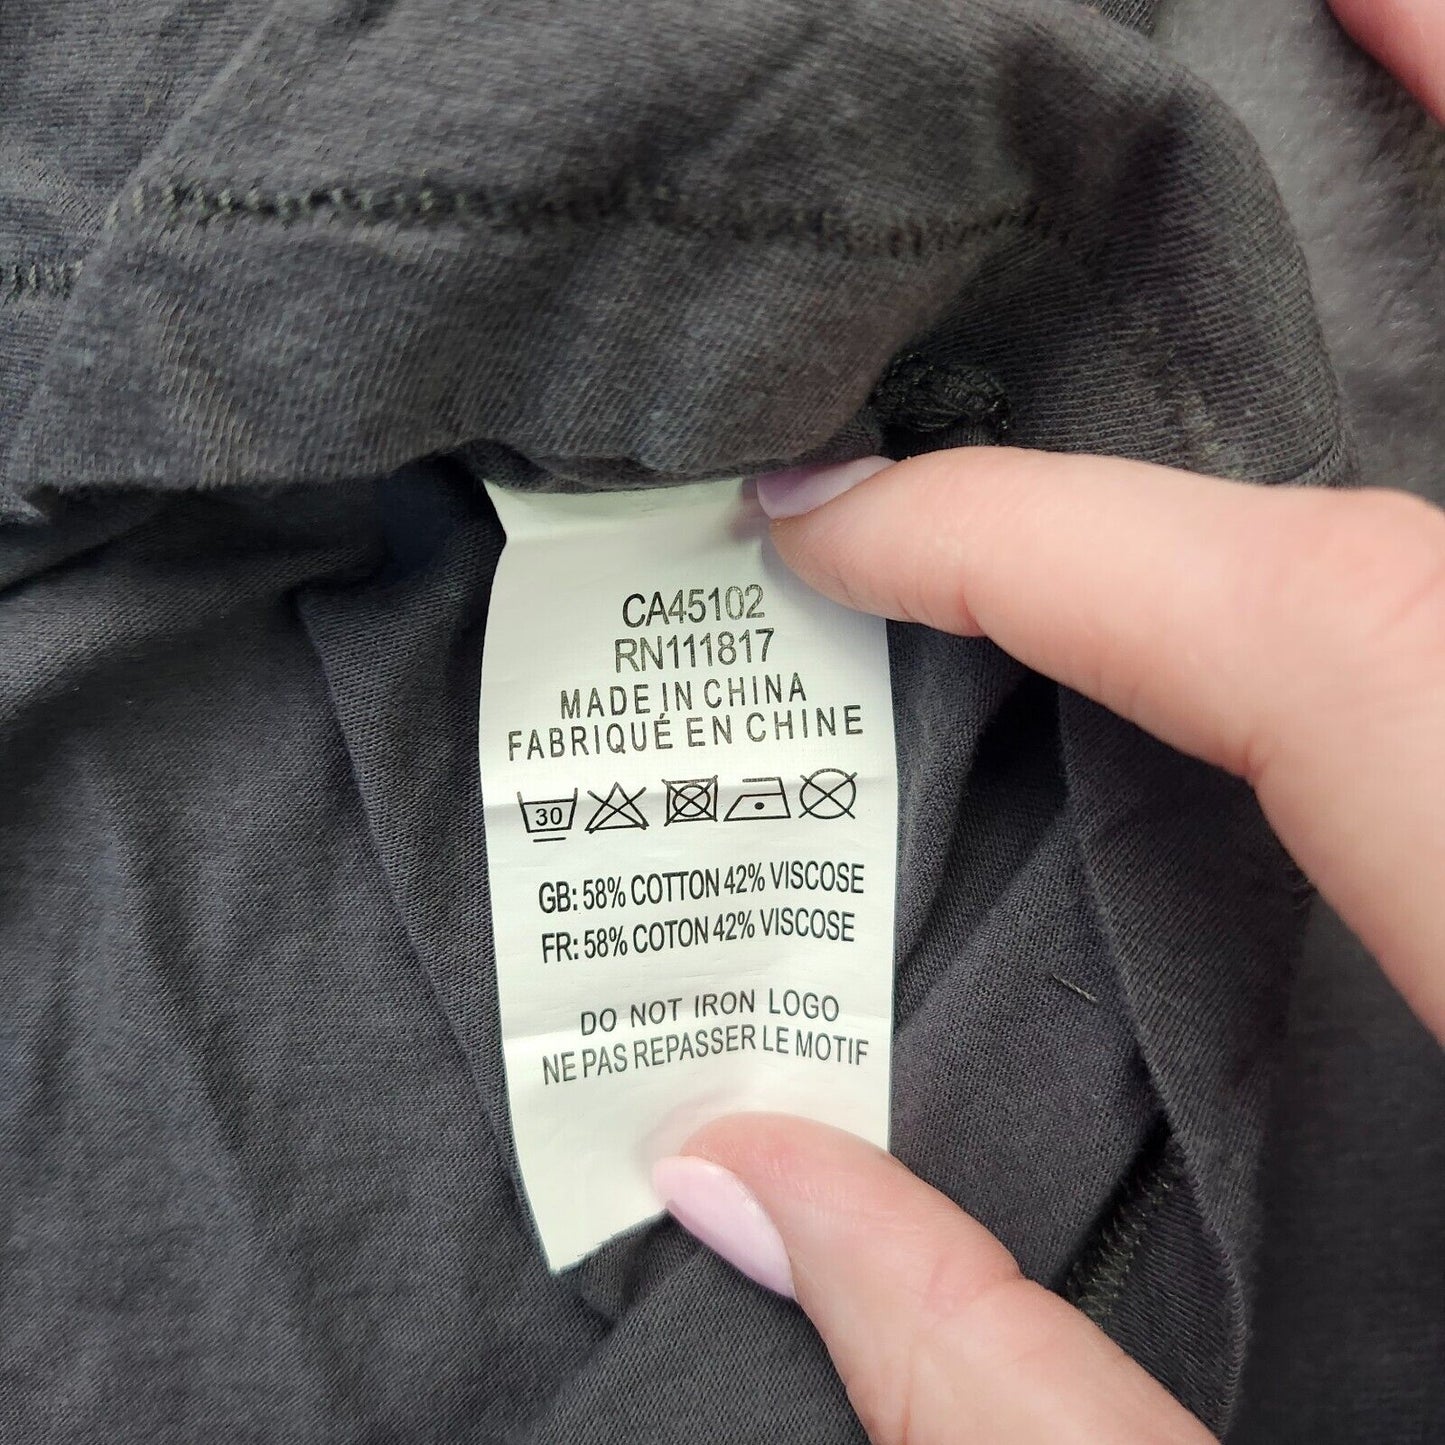 CA45102
RN111817
MADE IN CHINA
FABRIQUÉ EN CHINE
30
GB: 58% COTTON 42% VISCOSE
FR: 58% COTON 42% VISCOSE
DO NOT IRON LOGO
NE PAS REPASSER LE MOTIF